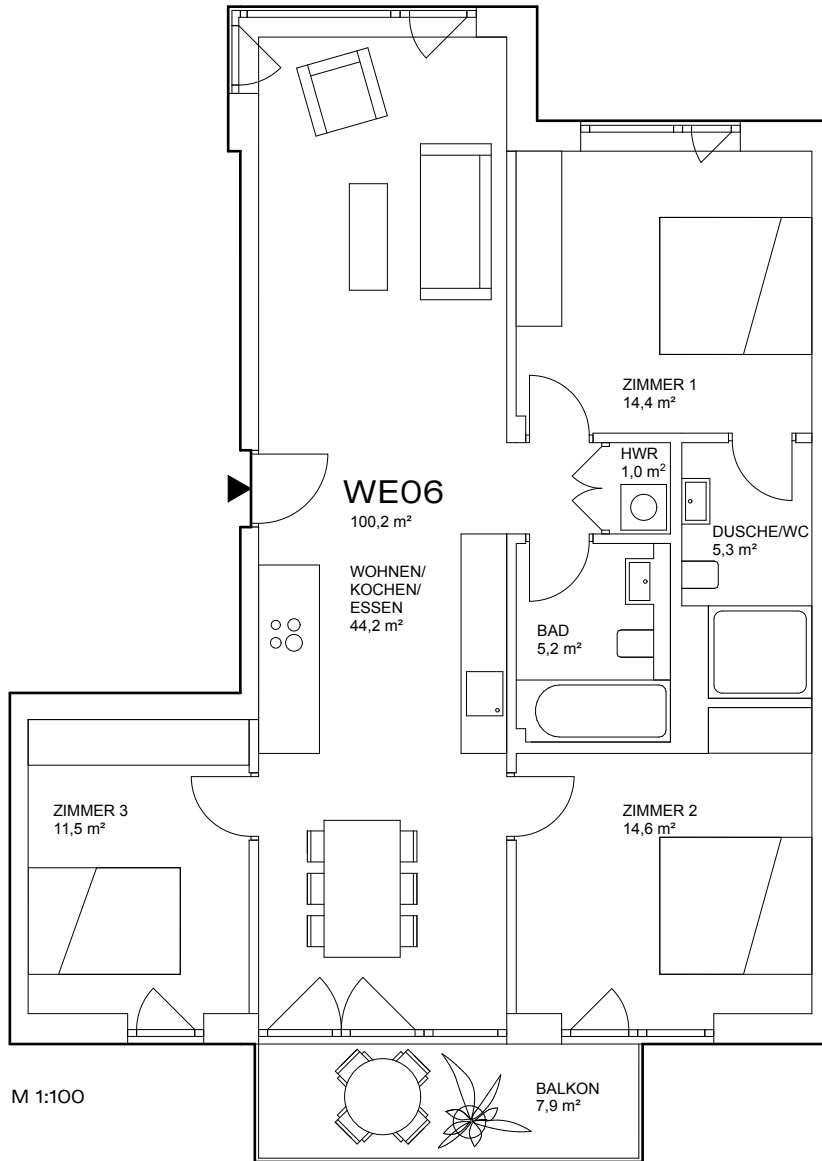 ZIMMER 1
14,4 m²
HWR
1,0 m²
WE06
100,2 m²
DUSCHE/WC
5,3 m²
WOHNEN/
KOCHEN/
ESSEN
44,2 m²
BAD
5,2 m²
ZIMMER 3
11,5 m²
ZIMMER 2
14,6 m²
M 1:100
BALKON
7,9 m²